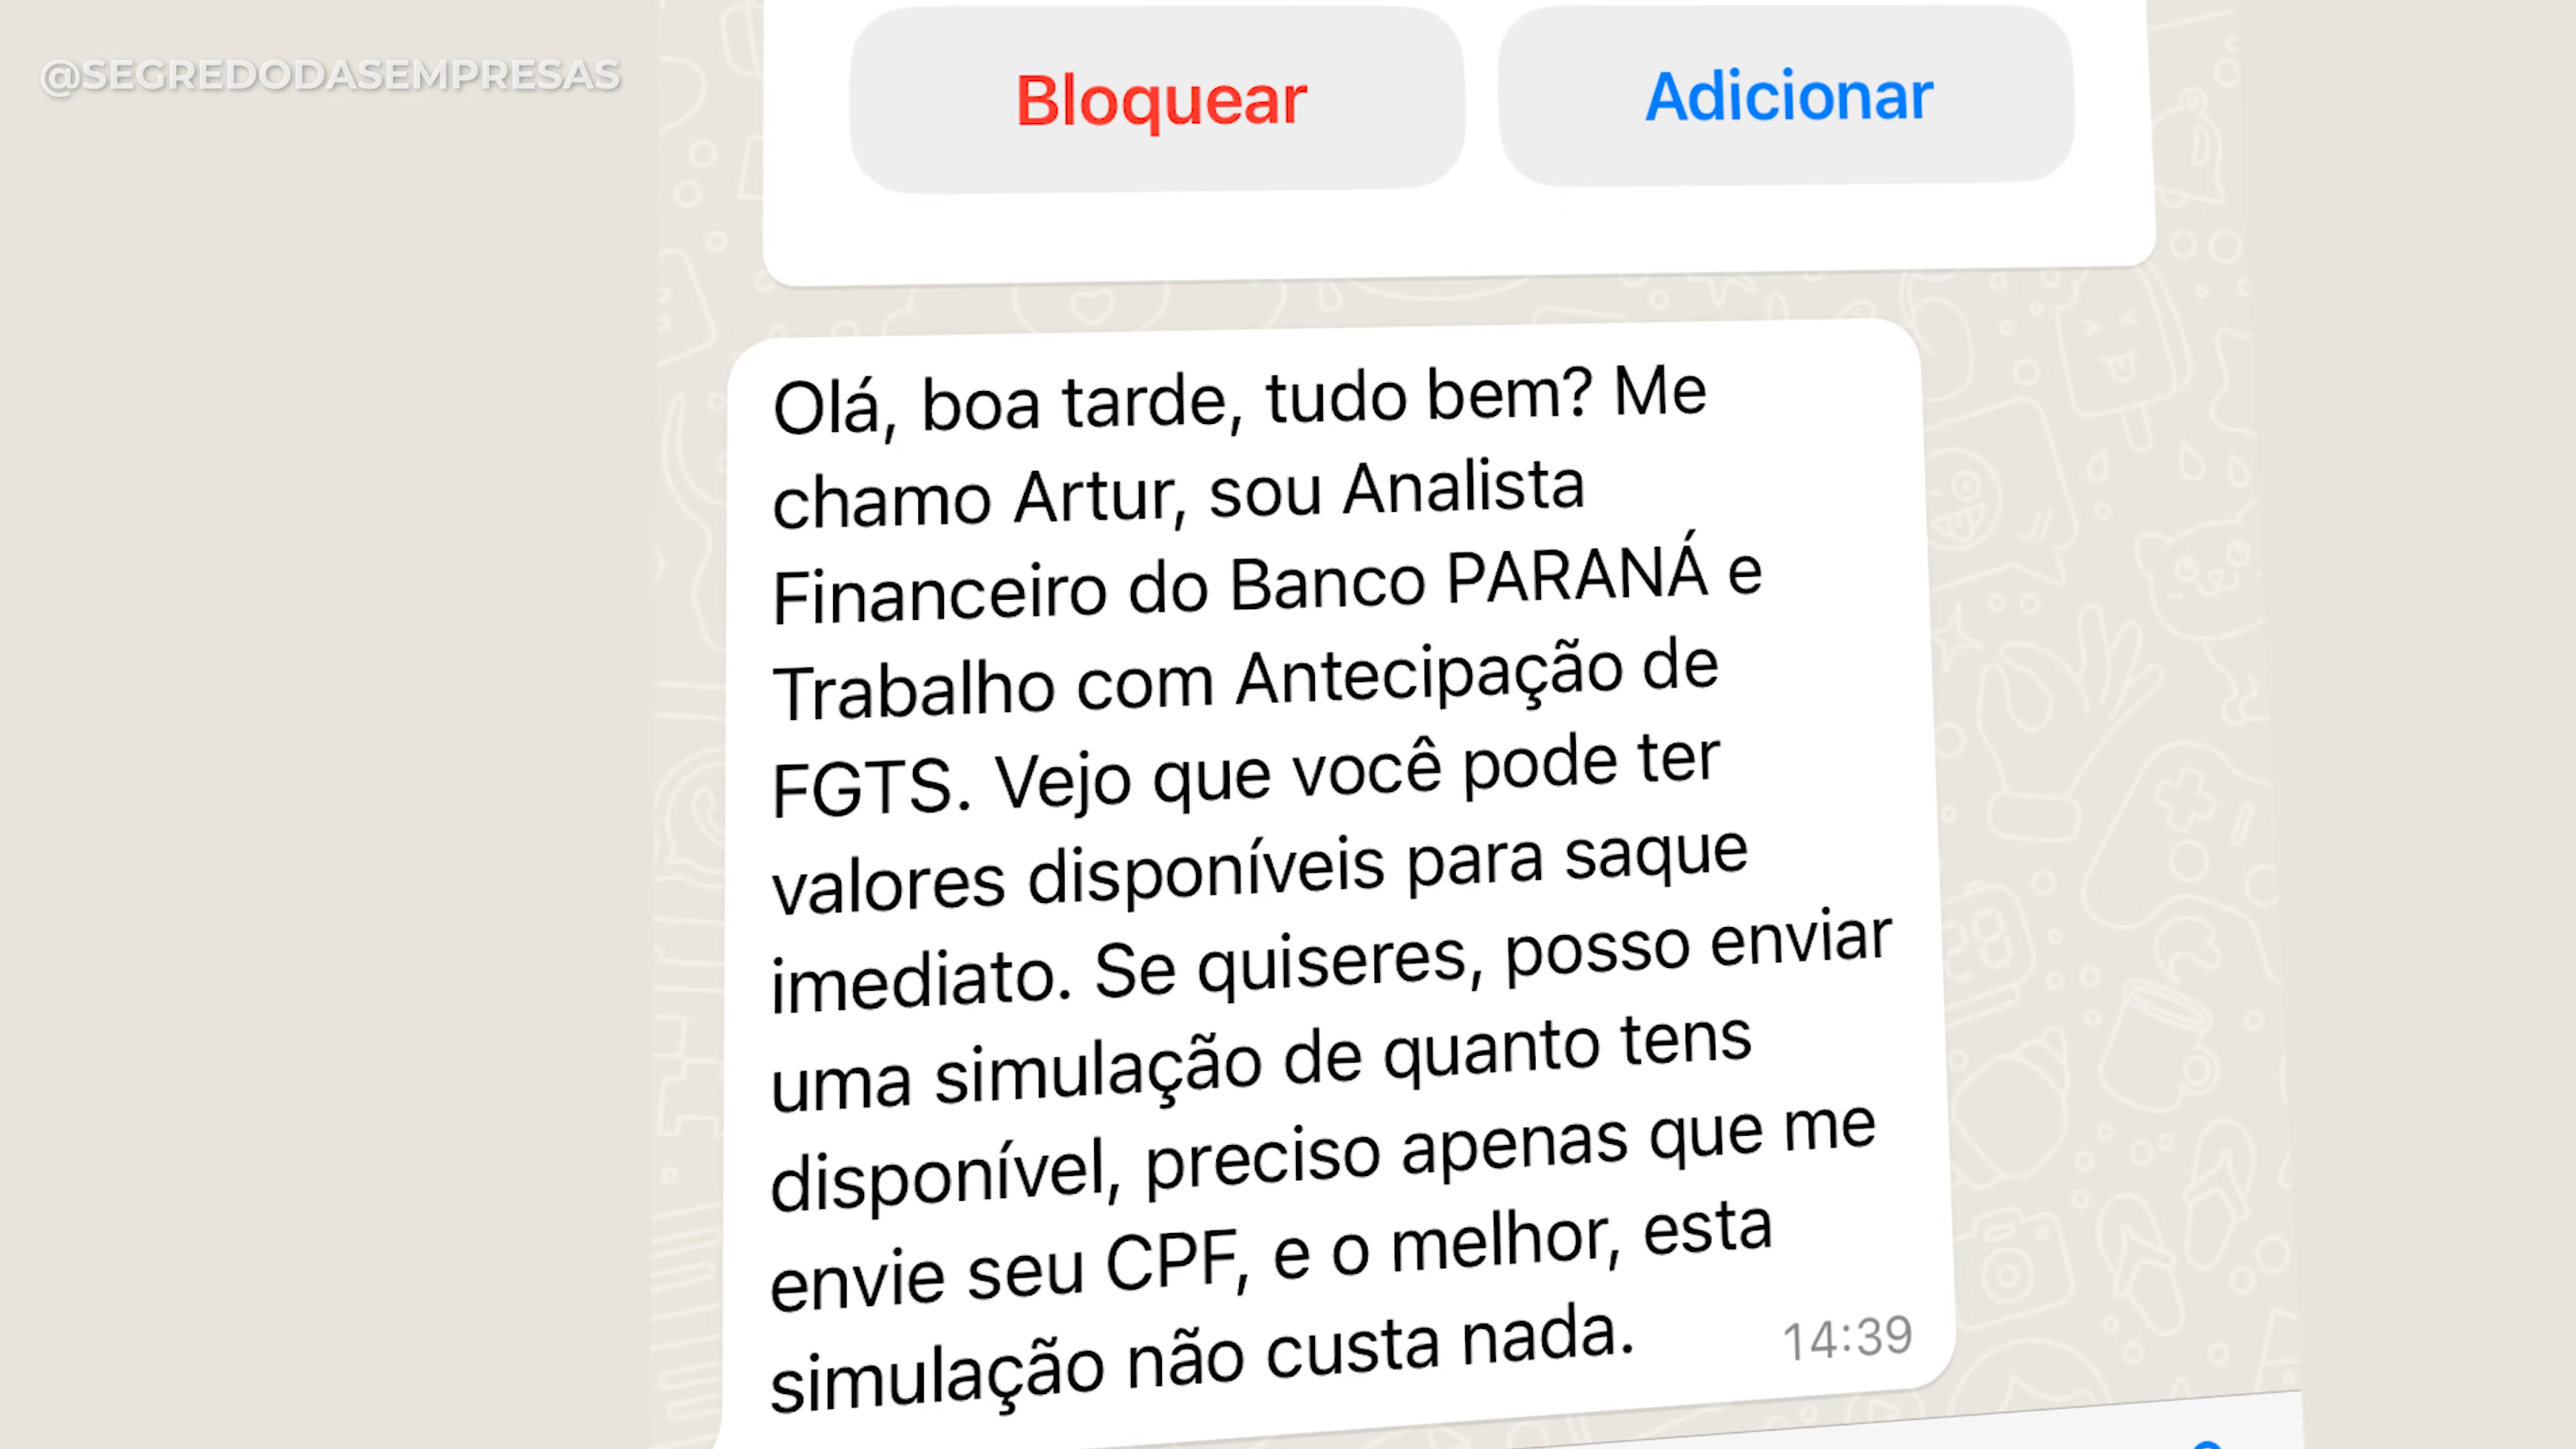 @SEGREDODASEMPRESAS
Bloquear
Adicionar
Olá, boa tarde, tudo bem? Me
chamo Artur, sou Analista
Financeiro do Banco PARANÁ e
Trabalho com Antecipação de
FGTS. Vejo que você pode ter
valores disponíveis para saque
imediato. Se quiseres, posso enviar
uma simulação de quanto tens
disponível, preciso apenas que me
envie seu CPF, e o melhor, esta
simulação não custa nada.
14:39